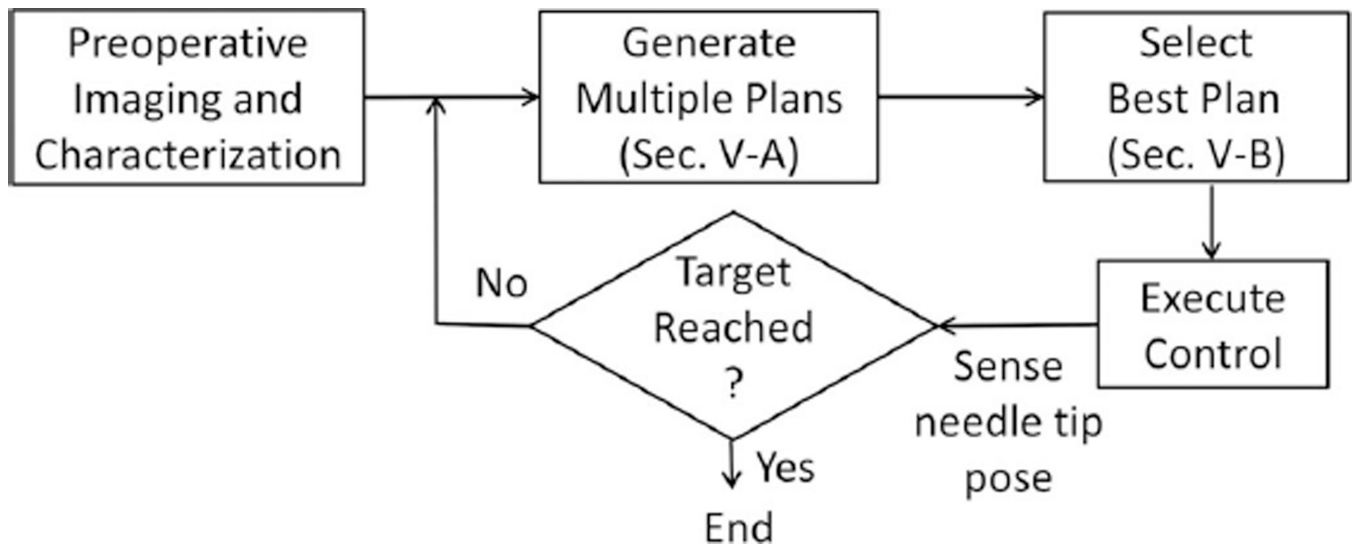 Preoperative
Imaging and
Characterization
Generate
Multiple Plans
(Sec. V-A)
Select
Best Plan
(Sec. V-B)
Execute
Control
Sense
needle tip
pose
Target
Reached
?
No
Yes
End